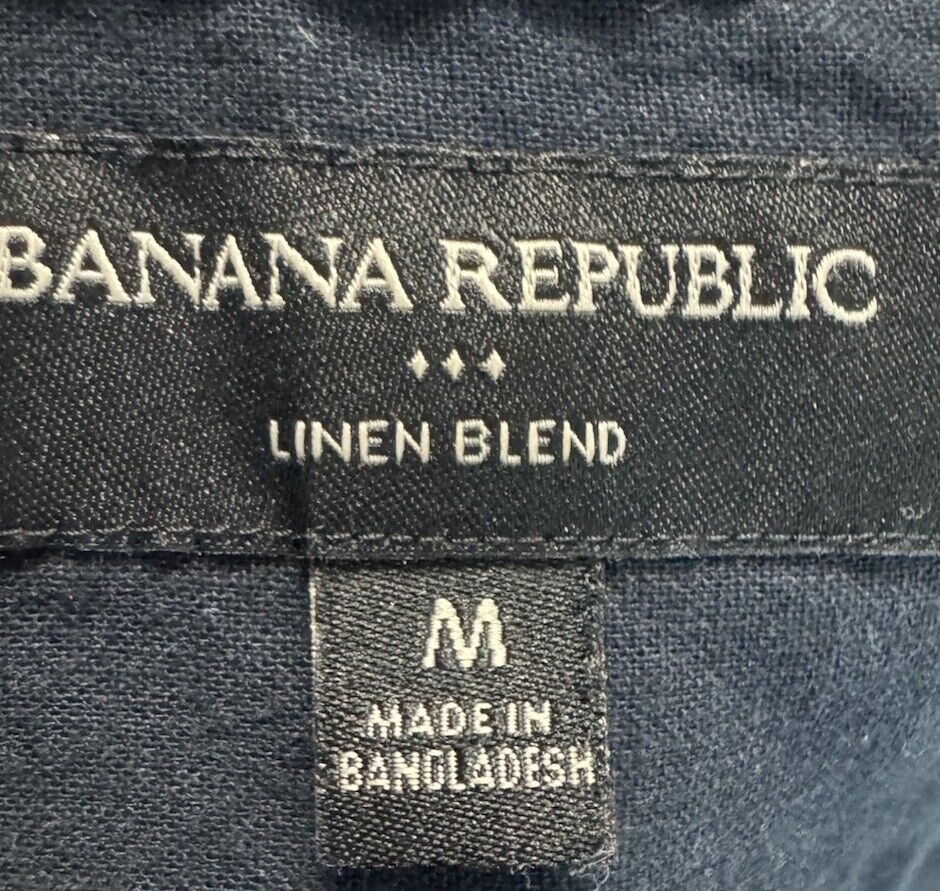 BANANA REPUBLIC
LINEN BLEND
M
MADE IN
BANGLADESH